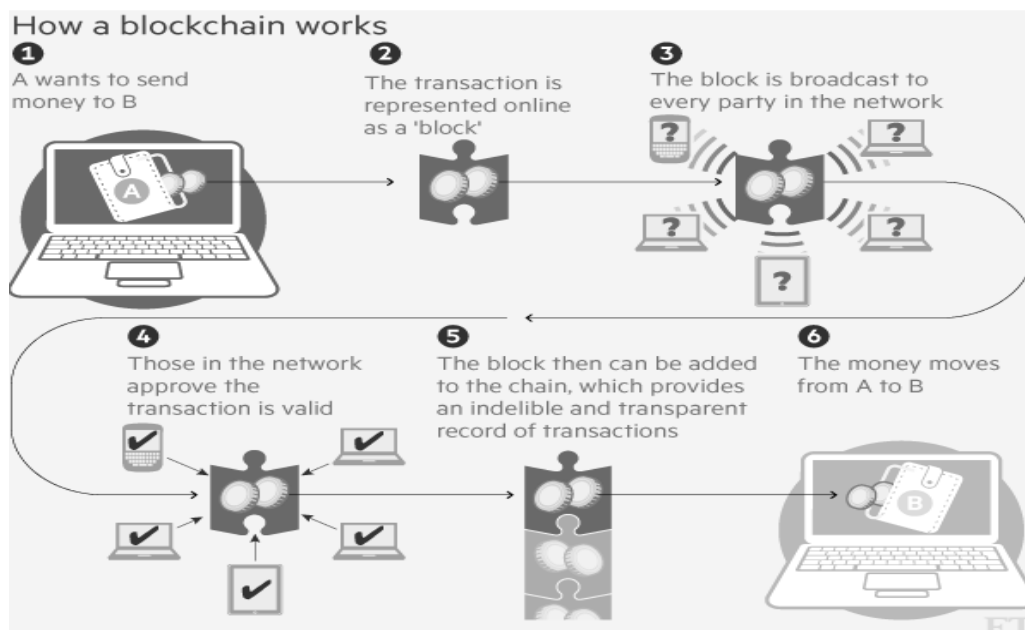 How a blockchain works
1
A wants to send
money to B
2
The transaction is
represented online
as a 'block'
3
The block is broadcast to
every party in the network
A
?
?
?
?
?
4
Those in the network
approve the
transaction is valid
5
The block then can be added
to the chain, which provides
an indelible and transparent
record of transactions
6
The money moves
from A to B
B